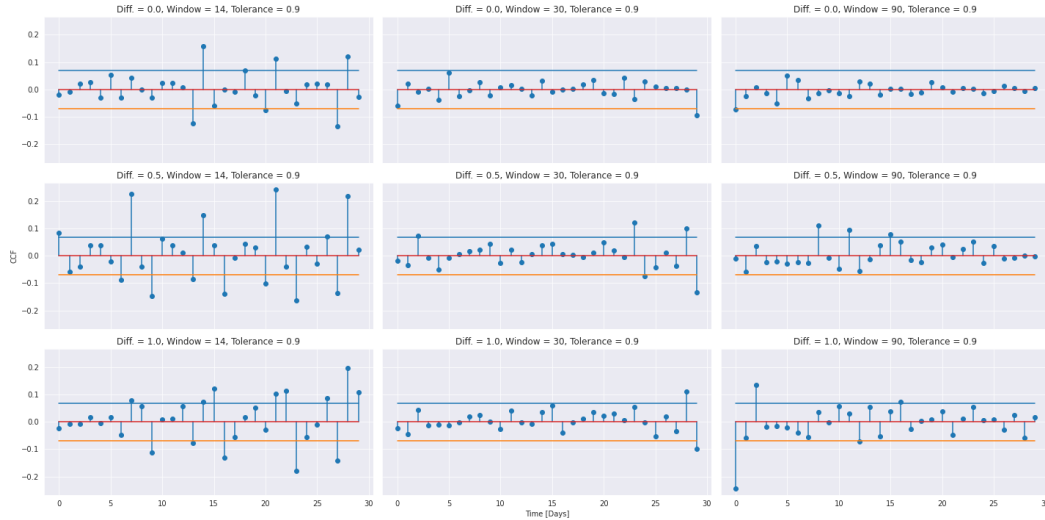 Diff. = 0.0, Window = 14, Tolerance = 0.9
Diff. = 0.0, Window = 30, Tolerance = 0.9
Diff. = 0.0, Window = 90, Tolerance = 0.9
0.2
0.1
0.0
−0.1
−0.2
Diff. = 0.5, Window = 14, Tolerance = 0.9
Diff. = 0.5, Window = 30, Tolerance = 0.9
Diff. = 0.5, Window = 90, Tolerance = 0.9
CCF
0.2
0.1
0.0
−0.1
−0.2
Diff. = 1.0, Window = 14, Tolerance = 0.9
Diff. = 1.0, Window = 30, Tolerance = 0.9
Diff. = 1.0, Window = 90, Tolerance = 0.9
0.2
0.1
0.0
−0.1
−0.2
0 5 10 15 20 25 30
0 5 10 15 20 25 30
0 5 10 15 20 25 3
Time [Days]